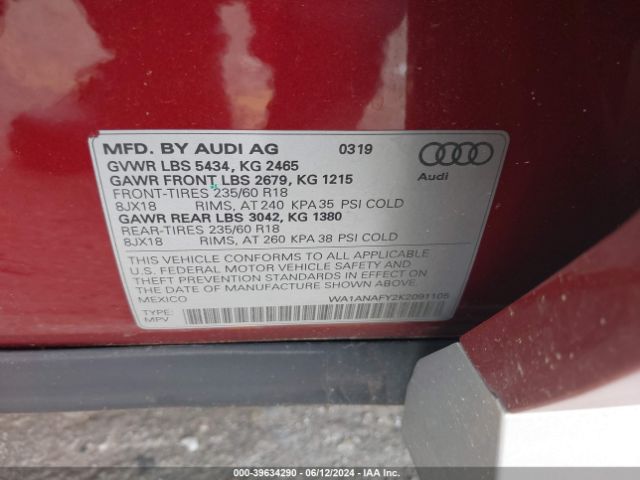 MFD. BY AUDI AG 0319
GVWR LBS 5434, KG 2465
GAWR FRONT LBS 2679, KG 1215
FRONT-TIRES 235/60 R18
8JX18 RIMS, AT 240 KPA 35 PSI COLD
GAWR REAR LBS 3042, KG 1380
REAR-TIRES 235/60 R18
8JX18 RIMS, AT 260 KPA 38 PSI COLD
Audi
THIS VEHICLE CONFORMS TO ALL APPLICABLE
U.S. FEDERAL MOTOR VEHICLE SAFETY AND
THEFT PREVENTION STANDARDS IN EFFECT ON
THE DATE OF MANUFACTURE SHOWN ABOVE.
MEXICO WA1ANAFY2K2091105
TYPE:
MPV
000-39634290 - 06/12/2024 - IAA Inc.